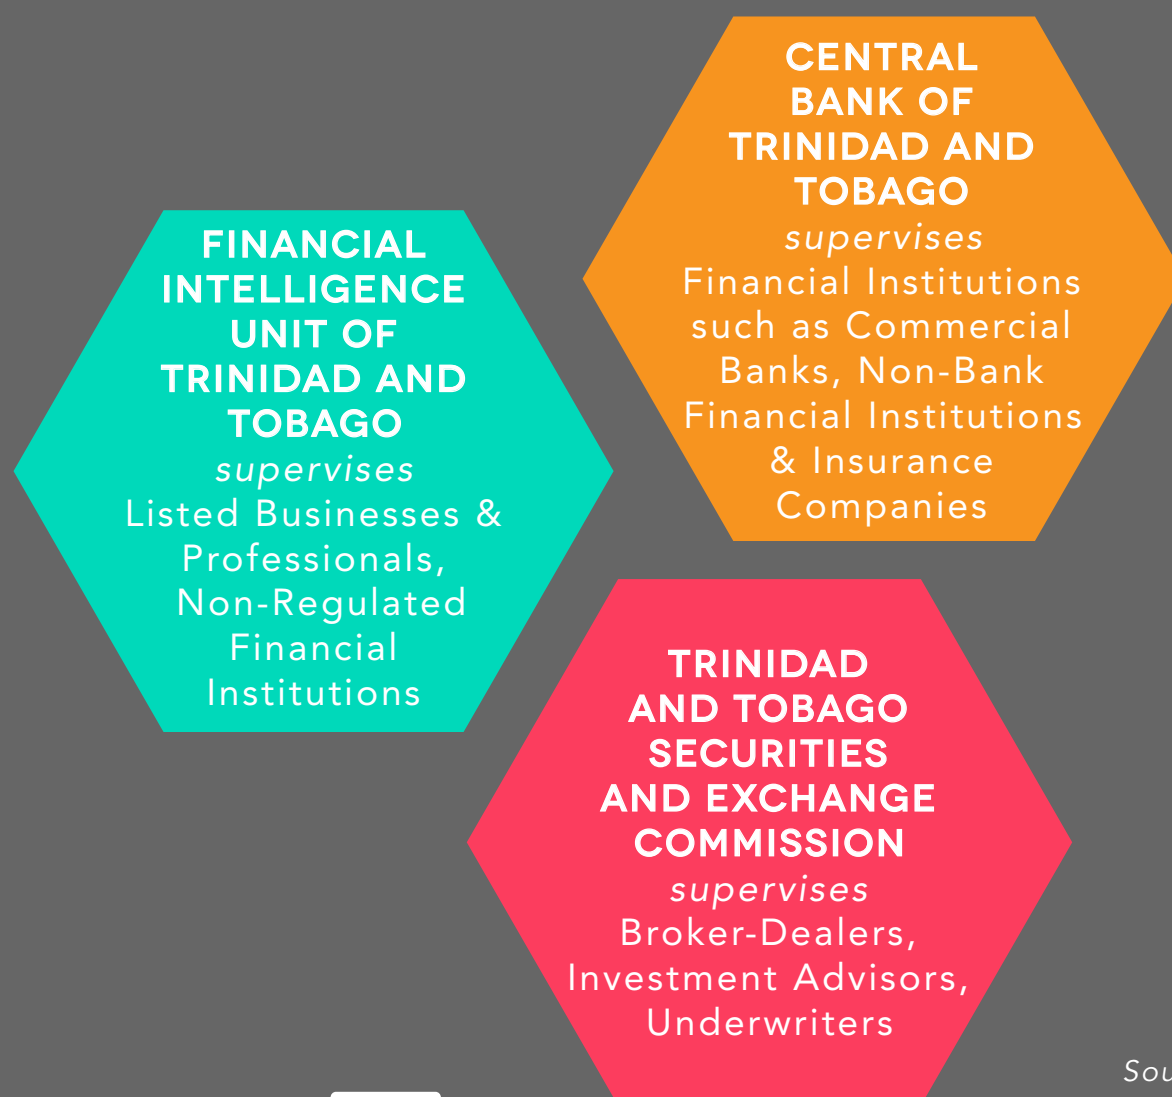 CENTRAL
BANK OF
TRINIDAD AND
TOBAGO
supervises
Financial Institutions
such as Commercial
Banks, Non-Bank
Financial Institutions
& Insurance
Companies
FINANCIAL
INTELLIGENCE
UNIT OF
TRINIDAD AND
TOBAGO
supervises
Listed Businesses &
Professionals,
Non-Regulated
Financial
Institutions
TRINIDAD
AND TOBAGO
SECURITIES
AND EXCHANGE
COMMISSION
supervises
Broker-Dealers,
Investment Advisors,
Underwriters